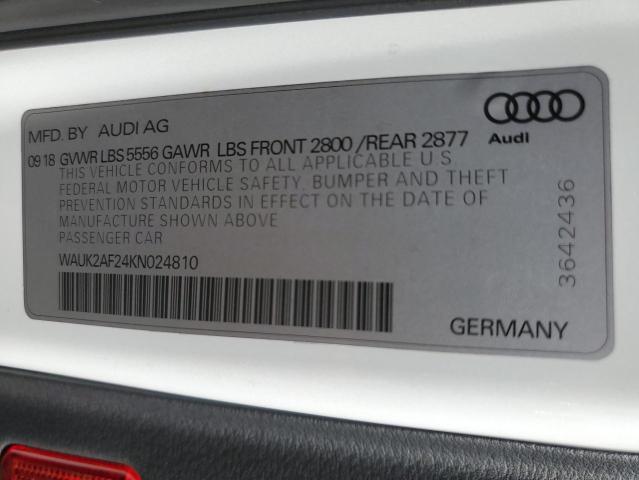 MFD. BY AUDI AG
Audi
09 18 GVWR LBS 5556 GAWR LBS FRONT 2800 / REAR 2877
THIS VEHICLE CONFORMS TO ALL APPLICABLE U.S.
FEDERAL MOTOR VEHICLE SAFETY, BUMPER AND THEFT
PREVENTION STANDARDS IN EFFECT ON THE DATE OF
MANUFACTURE SHOWN ABOVE
PASSENGER CAR
WAUK2AF24KN024810
3642436
GERMANY